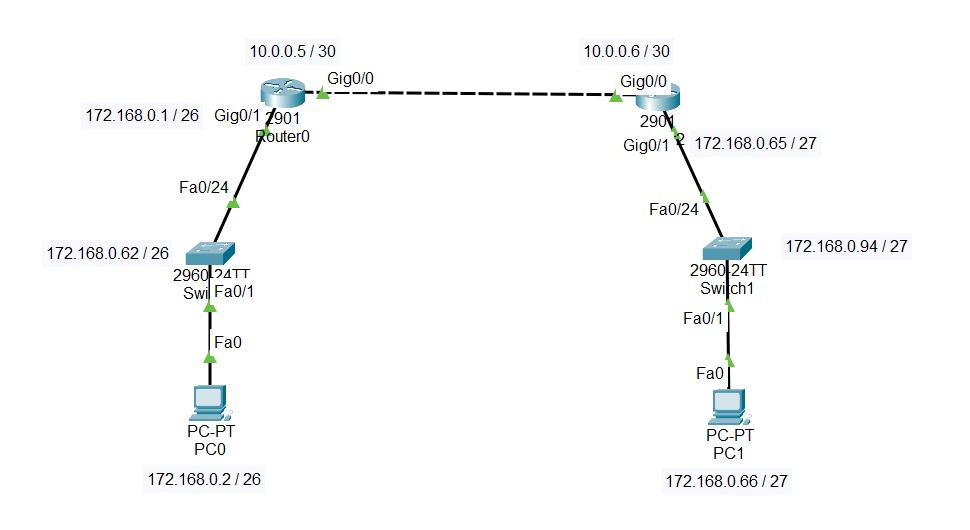 10.0.0.5 / 30
10.0.0.6 / 30
Gig0/0
Gig0/0
172.168.0.1 / 26
Gig0/1
2901
Router0
2901
2
Gig0/1
172.168.0.65 / 27
Fa0/24
Fa0/24
172.168.0.62 / 26
172.168.0.94 / 27
2960-24TT
Swi
Fa0/1
2960-24TT
Switch1
Fa0/1
Fa0
Fa0
PC-PT
PC0
PC-PT
PC1
172.168.0.2 / 26
172.168.0.66 / 27